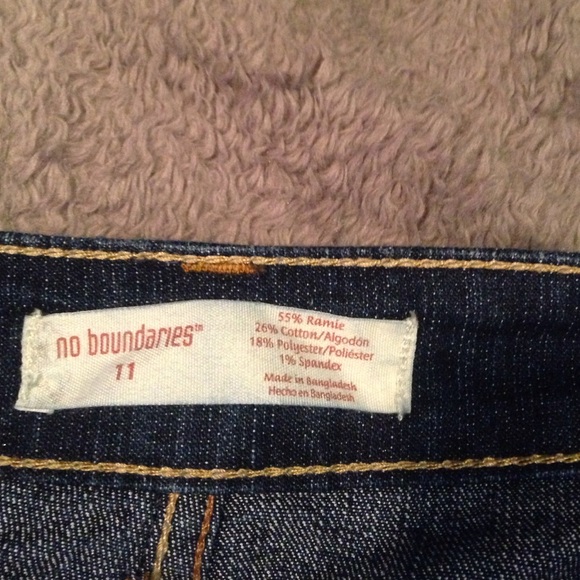 no boundaries™
11
55% Ramie
26% Cotton/Algodón
18% Polyester/Poliéster
1% Spandex
Made in Bangladesh
Hecho en Bangladesh